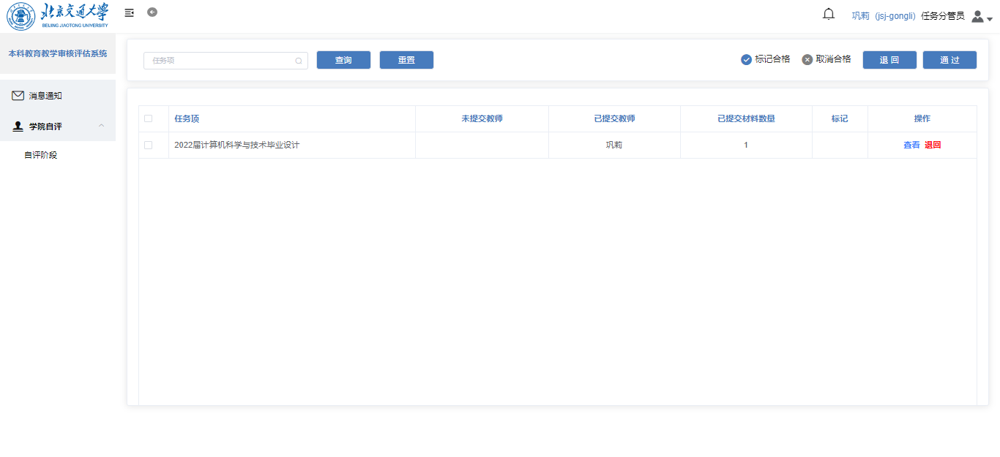 北京交通大学
BEIJING JIAOTONG UNIVERSITY
巩莉 (jsj-gongli) 任务分管员
本科教育教学审核评估系统
消息通知
学院自评
自评阶段
任务项 查询 重置 标记合格 取消合格 退 回 通 过
任务项 未提交教师 已提交教师 已提交材料数量 标记 操作
2022届计算机科学与技术毕业设计 巩莉 1 查看 退回